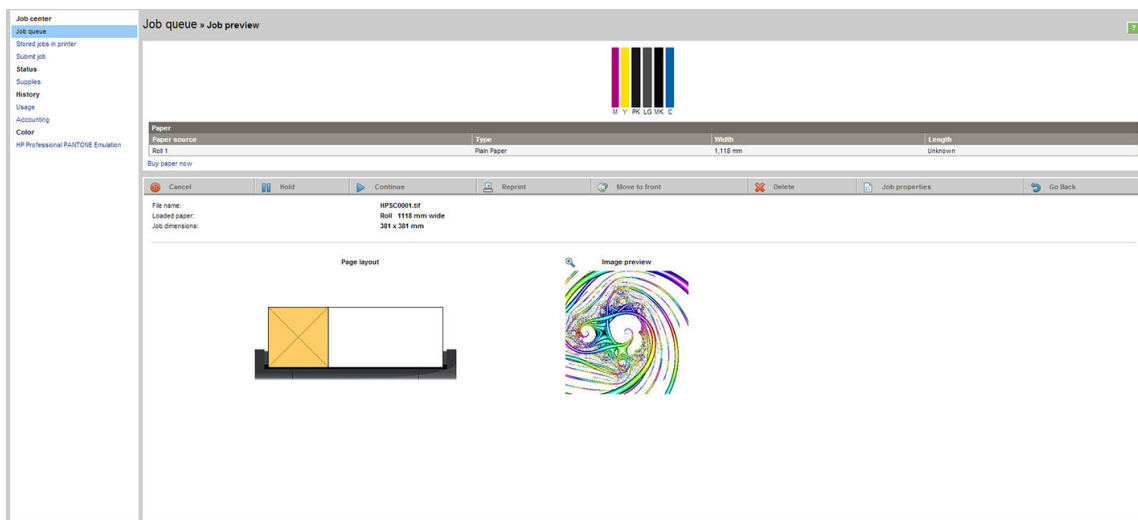 Job center
Job queue
Stored jobs in printer
Submit job
Status
Supplies
History
Usage
Accounting
Color
HP Professional PANTONE Emulation
Job queue » Job preview
?
M Y PK LG MK C
Paper
Paper source Type Width Length
Roll 1 Plain Paper 1,118 mm Unknown
Buy paper now
Cancel Hold Continue Reprint Move to front Delete Job properties Go Back
File name: HPSC0001.tif
Loaded paper: Roll 1118 mm wide
Job dimensions: 381 x 381 mm
Page layout Image preview